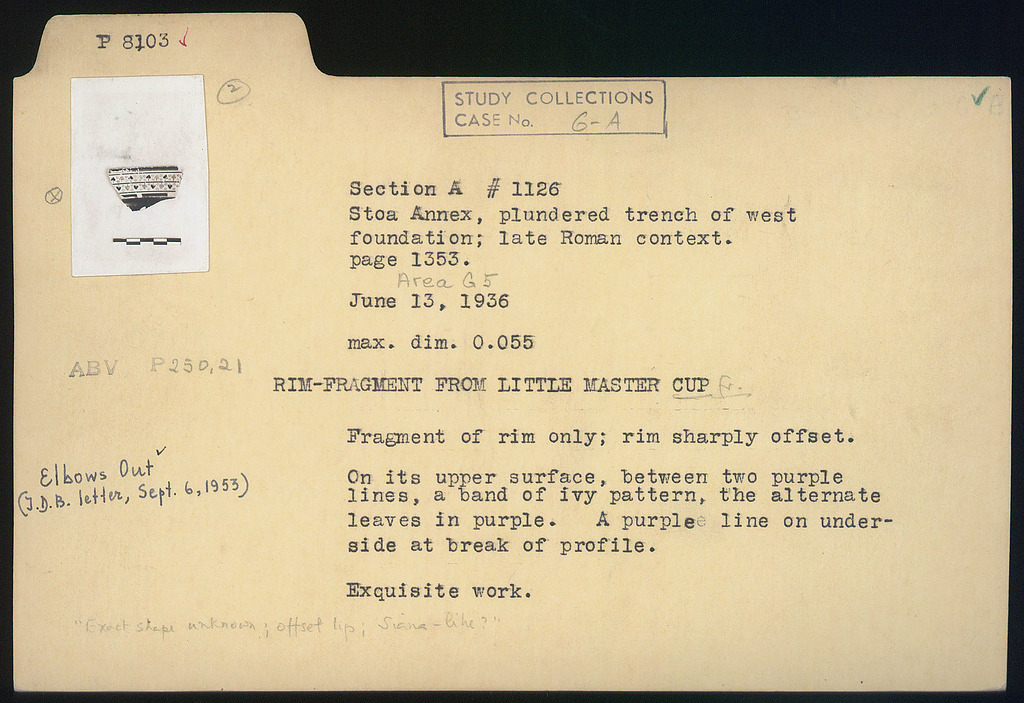 P 8103 ✓
2
STUDY COLLECTIONS
CASE No. 6-A
Section A # 1126
Stoa Annex, plundered trench of west
foundation; late Roman context.
page 1353.
Area G 5
June 13, 1936
max. dim. 0.055
ABV P250,21
RIM-FRAGMENT FROM LITTLE MASTER CUP fr.
Fragment of rim only; rim sharply offset.
Elbows Out ✓
(J.D.B. letter, Sept. 6, 1953)
On its upper surface, between two purple
lines, a band of ivy pattern, the alternate
leaves in purple. A purple line on under-
side at break of profile.
Exquisite work.
"Exact shape unknown; offset lip; Siana-like?"